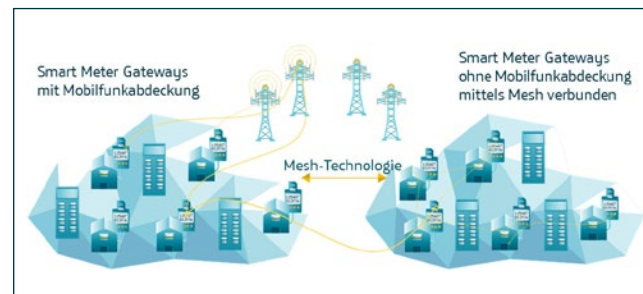 Smart Meter Gateways
mit Mobilfunkabdeckung
Smart Meter Gateways
ohne Mobilfunkabdeckung
mittels Mesh verbunden
Mesh-Technologie